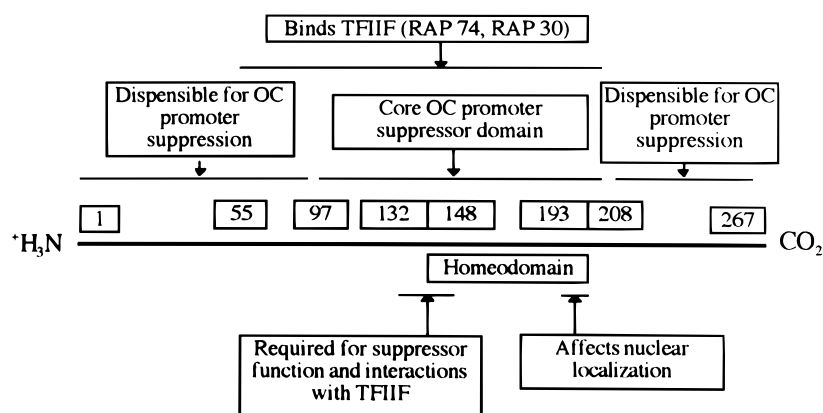 Binds TFIIF (RAP 74, RAP 30)
Dispensible for OC
promoter
suppression
Core OC promoter
suppressor domain
Dispensible for OC
promoter
suppression
1
55
97
132
148
193
208
267
⁺H₃N
CO₂
Homeodomain
Required for suppressor
function and interactions
with TFIIF
Affects nuclear
localization